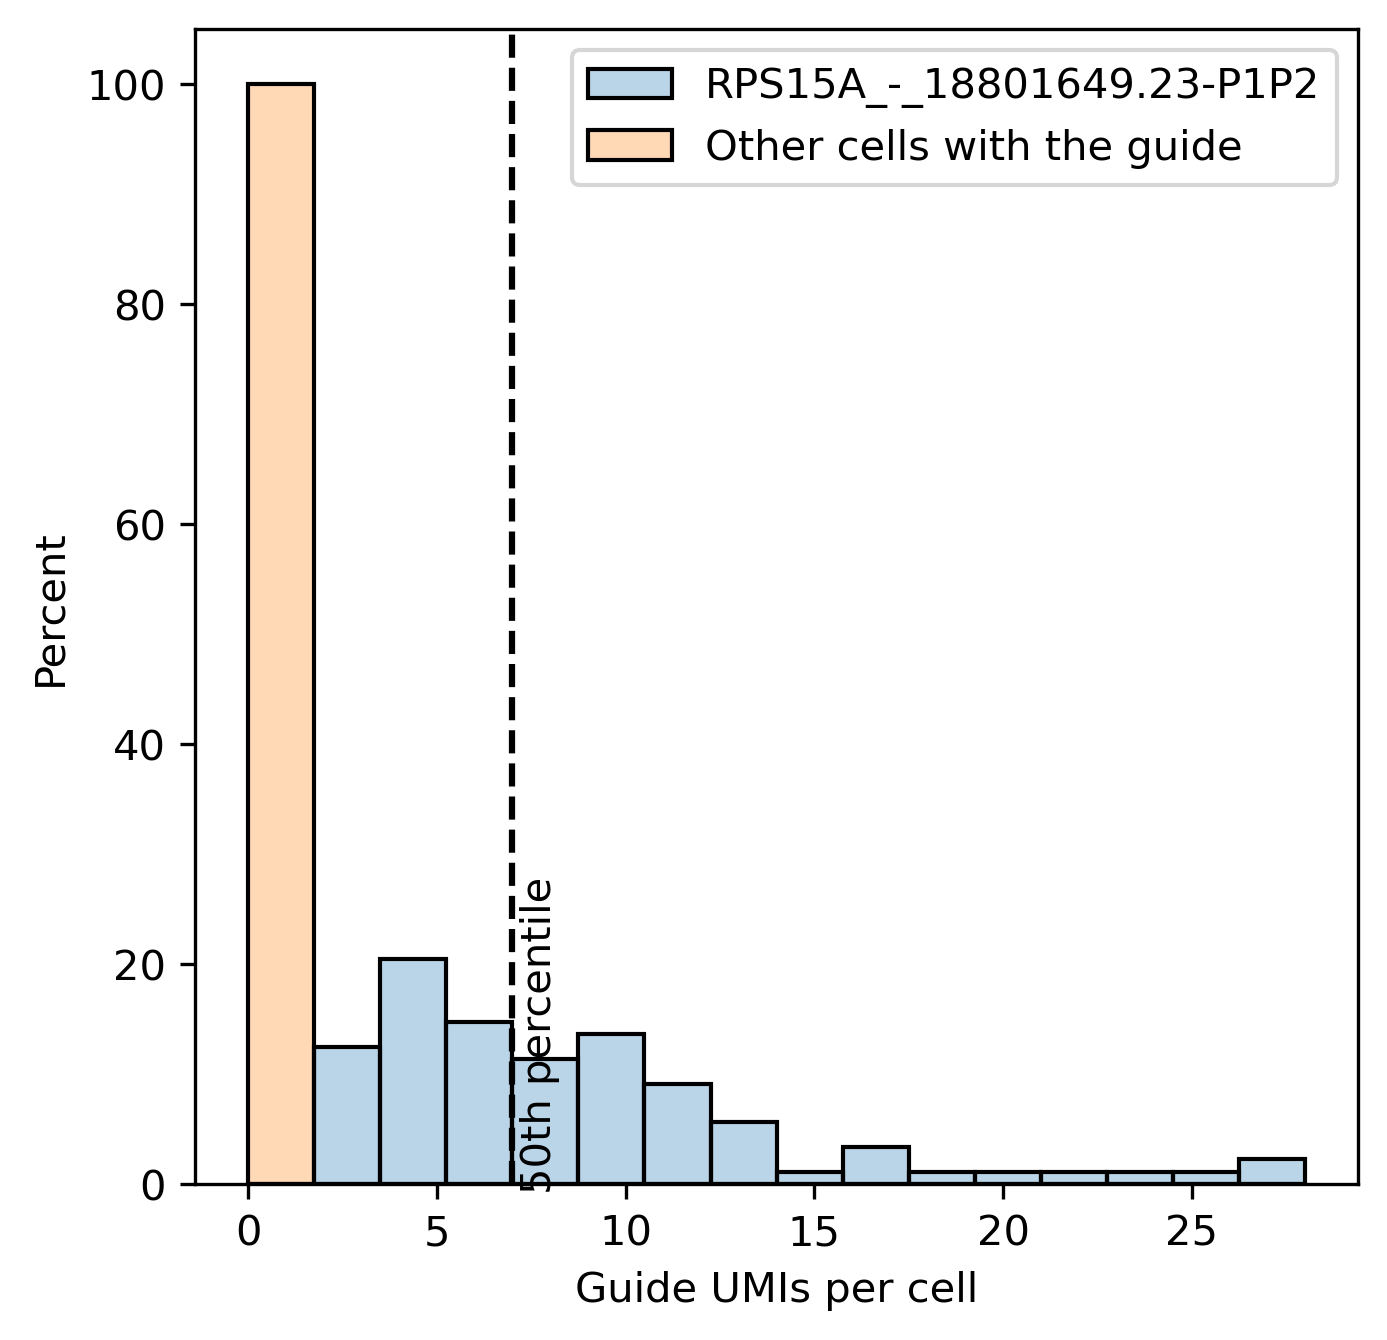 RPS15A_-_18801649.23-P1P2
Other cells with the guide
100
80
60
40
20
0
Percent
50th percentile
0 5 10 15 20 25
Guide UMIs per cell